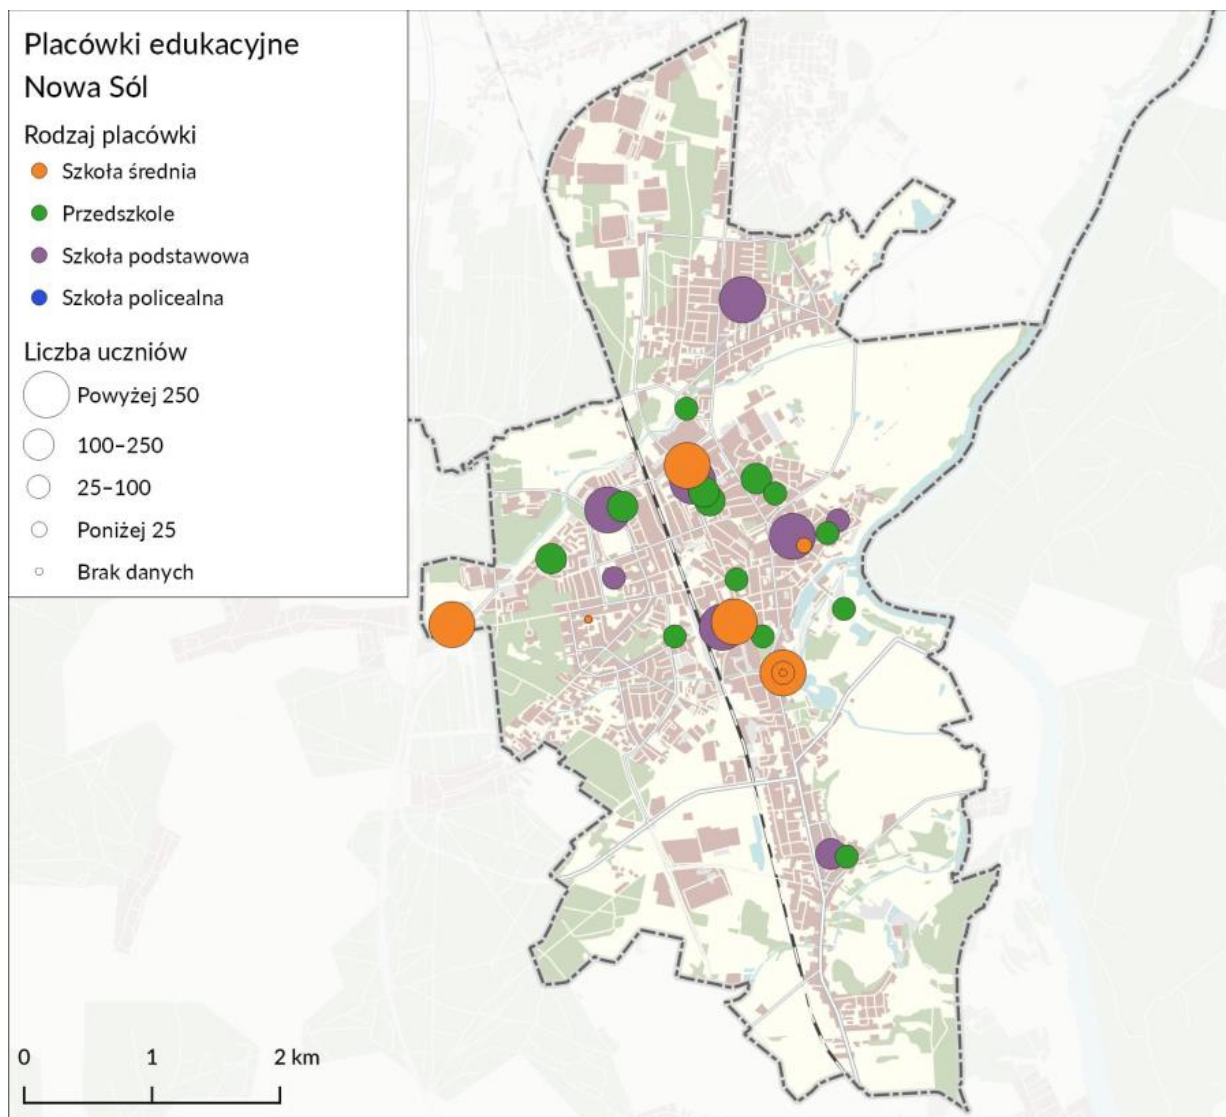 Placówki edukacyjne
Nowa Sól
Rodzaj placówki
Szkoła średnia
Przedszkole
Szkoła podstawowa
Szkoła policealna
Liczba uczniów
Powyżej 250
100–250
25–100
Poniżej 25
Brak danych
0 1 2 km